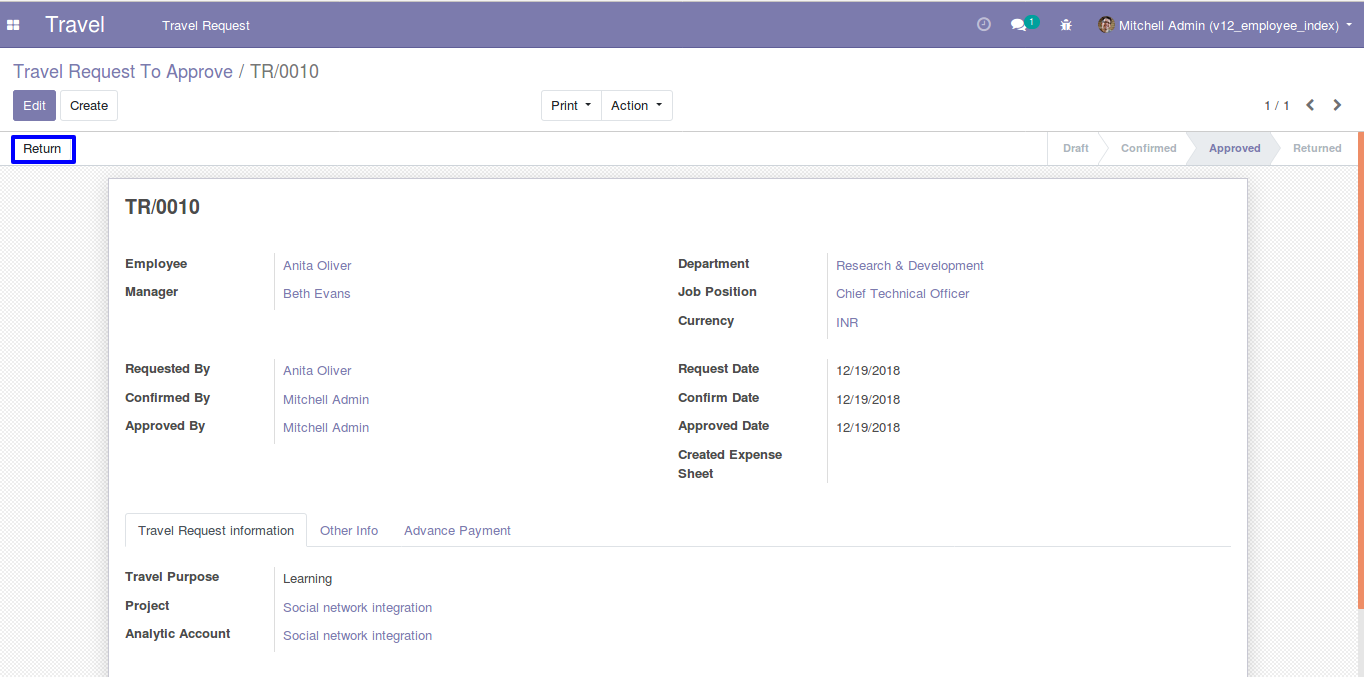 Travel Travel Request 1 Mitchell Admin (v12_employee_index)
Travel Request To Approve / TR/0010
Edit Create Print Action 1 / 1
Return Draft Confirmed Approved Returned
TR/0010
Employee Anita Oliver Department Research & Development
Manager Beth Evans Job Position Chief Technical Officer
Currency INR
Requested By Anita Oliver Request Date 12/19/2018
Confirmed By Mitchell Admin Confirm Date 12/19/2018
Approved By Mitchell Admin Approved Date 12/19/2018
Created Expense
Sheet
Travel Request information Other Info Advance Payment
Travel Purpose Learning
Project Social network integration
Analytic Account Social network integration